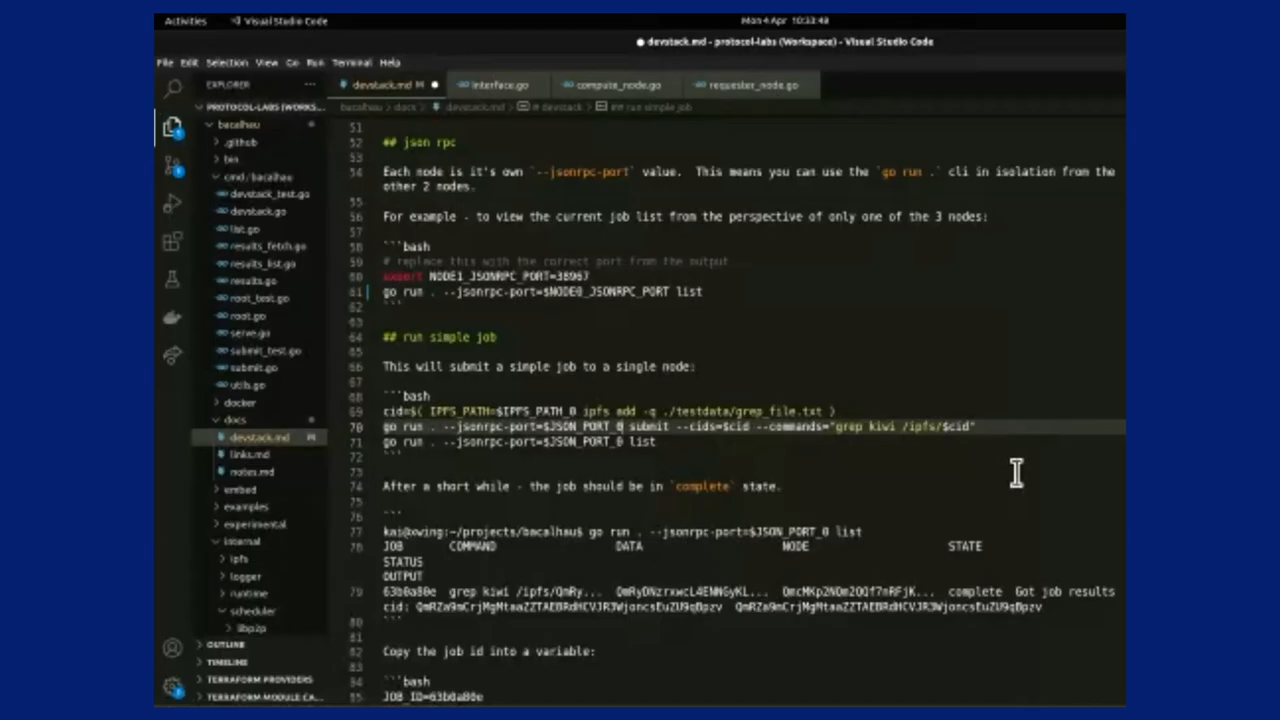 Activities Visual Studio Code Mon 4 Apr 10:33:49
● devstack.md - protocol-labs (Workspace) - Visual Studio Code
File Edit Selection View Go Run Terminal Help
EXPLORER ··· devstack.md M ● interface.go compute_node.go requester_node.go
PROTOCOL-LABS (WORKS... bacalhau > docs > devstack.md > # devstack > ## run simple job
bacalhau
.github
bin
cmd/bacalhau
devstack_test.go
devstack.go
list.go
results_fetch.go
results_list.go
results.go
root_test.go
root.go
serve.go
submit_test.go
submit.go
utils.go
docker
docs
devstack.md M
links.md
notes.md
embed
examples
experimental
internal
ipfs
logger
runtime
scheduler
libp2p
OUTLINE
TIMELINE
TERRAFORM PROVIDERS
TERRAFORM MODULE CA...
51
52 ## json rpc
53
54 Each node is it's own `--jsonrpc-port` value. This means you can use the `go run .` cli in isolation from the
other 2 nodes.
55
56 For example - to view the current job list from the perspective of only one of the 3 nodes:
57
58 ```bash
59 # replace this with the correct port from the output
60 export NODE1_JSONRPC_PORT=38967
61 go run . --jsonrpc-port=$NODE0_JSONRPC_PORT list
62 ```
63
64 ## run simple job
65
66 This will submit a simple job to a single node:
67
68 ```bash
69 cid=$( IPFS_PATH=$IPFS_PATH_0 ipfs add -q ./testdata/grep_file.txt )
70 go run . --jsonrpc-port=$JSON_PORT_0 submit --cids=$cid --commands="grep kiwi /ipfs/$cid"
71 go run . --jsonrpc-port=$JSON_PORT_0 list
72 ```
73
74 After a short while - the job should be in `complete` state.
75
76 ```
77 kai@xwing:~/projects/bacalhau$ go run . --jsonrpc-port=$JSON_PORT_0 list
78 JOB COMMAND DATA NODE STATE
STATUS
OUTPUT
79 63b0a80e grep kiwi /ipfs/QmRy... complete Got job results
cid:
80 ```
81
82 Copy the job id into a variable:
83
84 ```bash
85 JOB_ID=63b0a80e